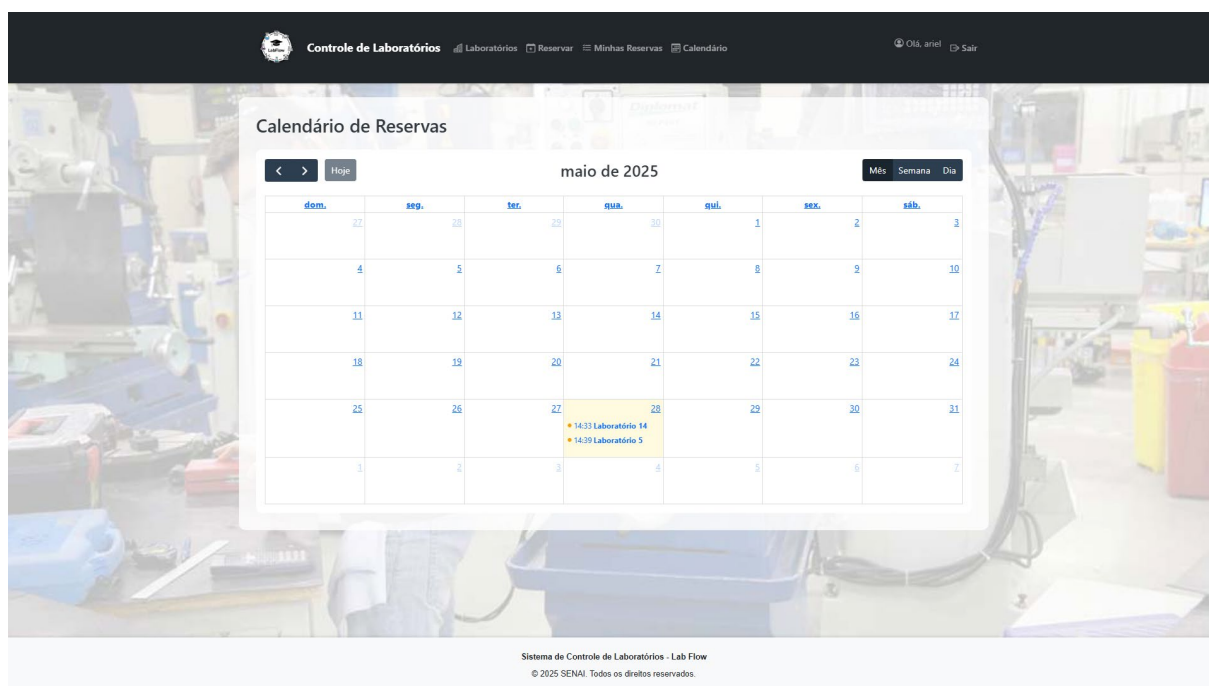 LabFlow
Controle de Laboratórios Laboratórios Reservar Minhas Reservas Calendário Olá, ariel Sair
Diplomat
Calendário de Reservas
Hoje maio de 2025 Mês Semana Dia
dom. seg. ter. qua. qui. sex. sáb.
27 28 29 30 1 2 3
4 5 6 7 8 9 10
11 12 13 14 15 16 17
18 19 20 21 22 23 24
25 26 27 28 29 30 31
14:33 Laboratório 14
14:39 Laboratório 5
1 2 3 4 5 6 7
Sistema de Controle de Laboratórios - Lab Flow
© 2025 SENAI. Todos os direitos reservados.